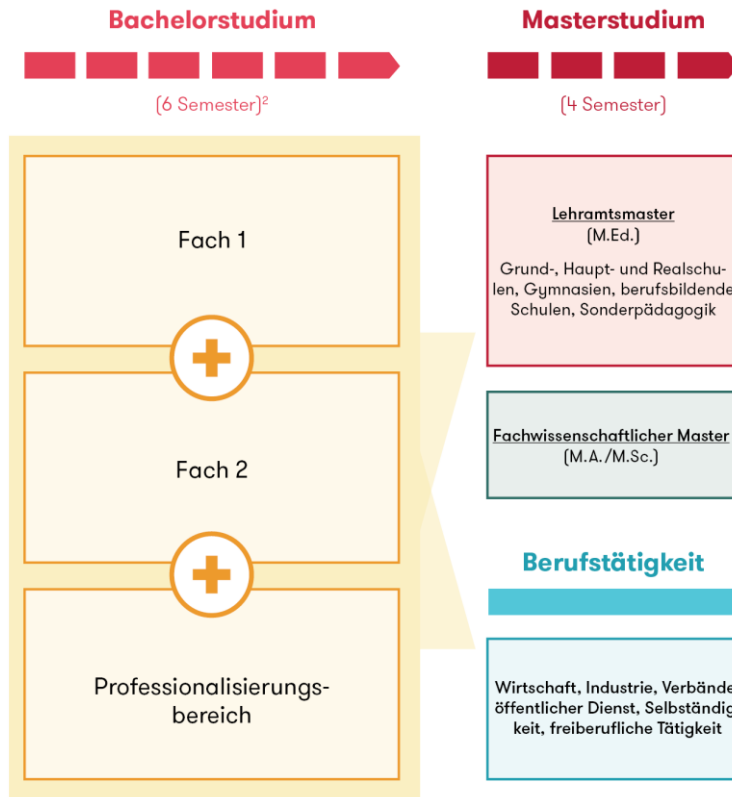 Bachelorstudium
(6 Semester)²
Fach 1
Fach 2
Professionalisierungs-
bereich
Masterstudium
(4 Semester)
Lehramtsmaster
(M.Ed.)
Grund-, Haupt- und Realschu-
len, Gymnasien, berufsbildende
Schulen, Sonderpädagogik
Fachwissenschaftlicher Master
(M.A./M.Sc.)
Berufstätigkeit
Wirtschaft, Industrie, Verbände
öffentlicher Dienst, Selbständig
keit, freiberufliche Tätigkeit